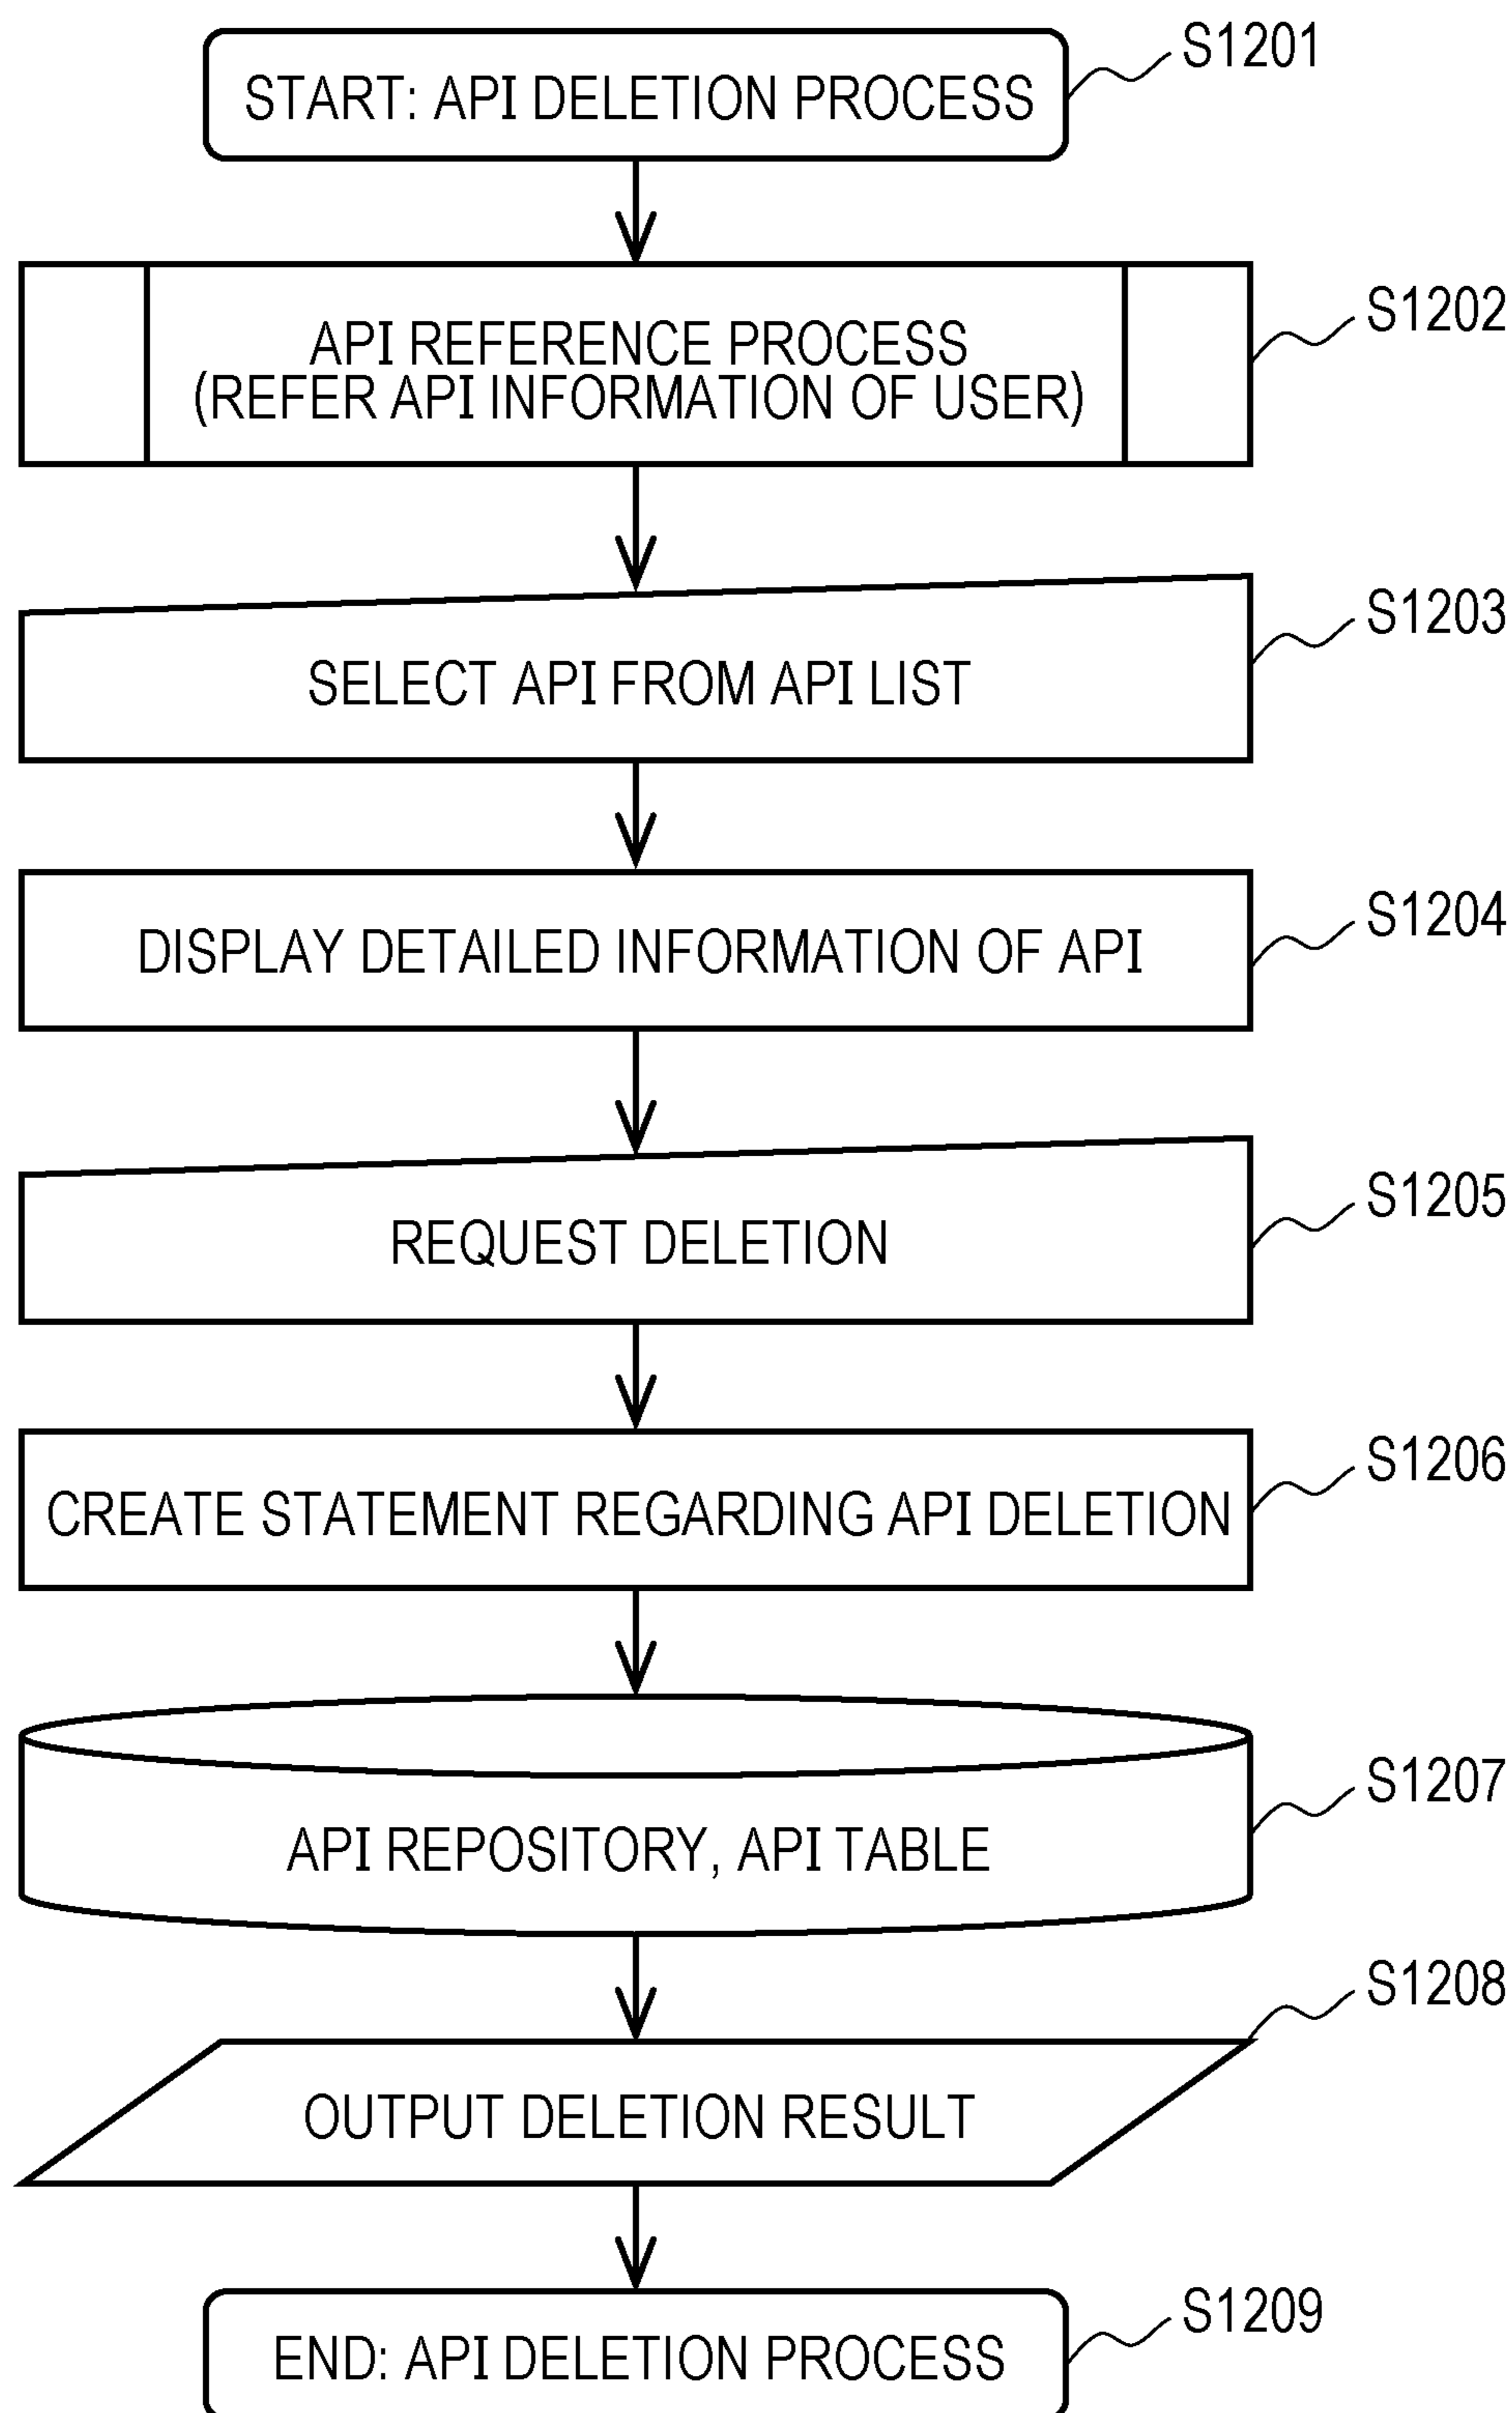 START: API DELETION PROCESS
S1201
API REFERENCE PROCESS
(REFER API INFORMATION OF USER)
S1202
SELECT API FROM API LIST
S1203
DISPLAY DETAILED INFORMATION OF API
S1204
REQUEST DELETION
S1205
CREATE STATEMENT REGARDING API DELETION
S1206
API REPOSITORY, API TABLE
S1207
OUTPUT DELETION RESULT
S1208
END: API DELETION PROCESS
S1209